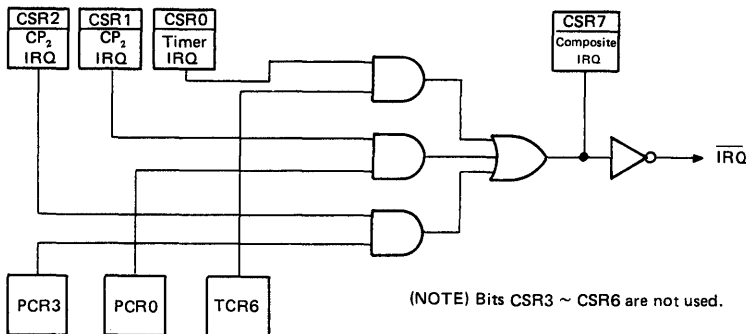 CSR2
CP₂
IRQ
CSR1
CP₂
IRQ
CSR0
Timer
IRQ
CSR7
Composite
IRQ
IRQ
PCR3
PCR0
TCR6
(NOTE) Bits CSR3 ~ CSR6 are not used.